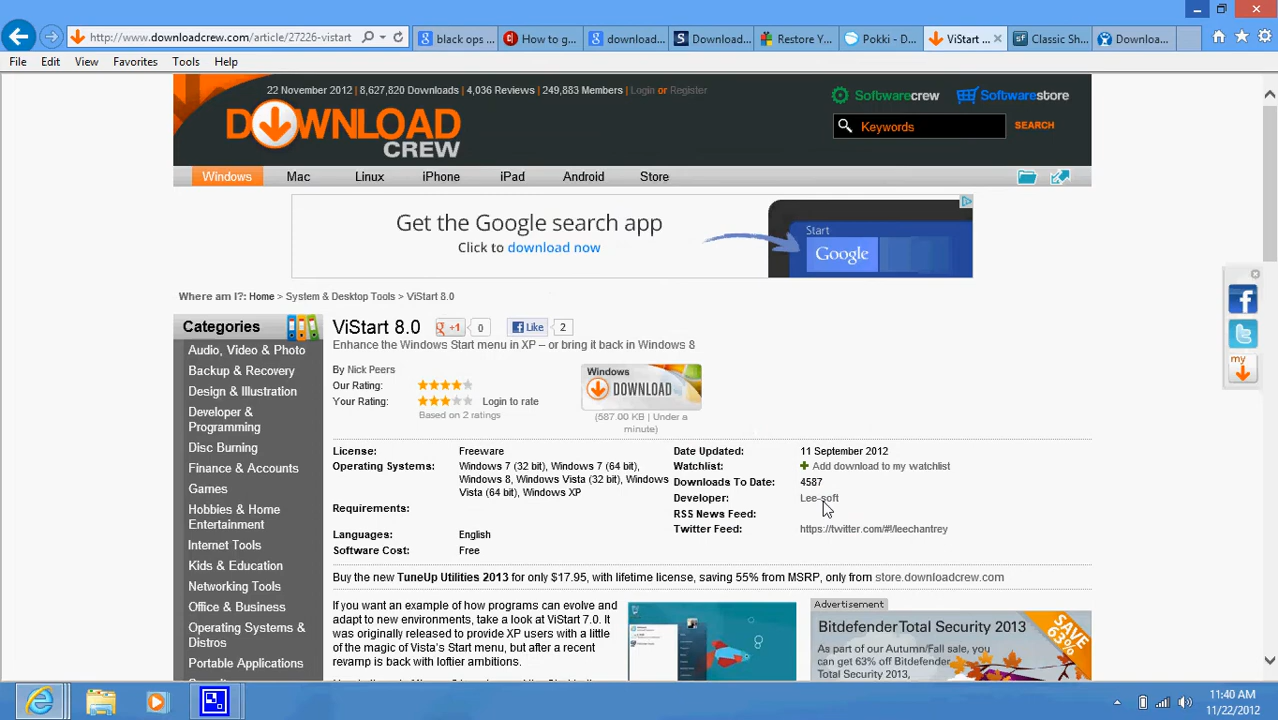 http://www.downloadcrew.com/article/27226-vistart
black ops ...
How to g...
download...
Download...
Restore Y...
Pokki - D...
ViStart ...
Classic Sh...
Downloa...
File Edit View Favorites Tools Help
22 November 2012 | 8,627,820 Downloads | 4,036 Reviews | 249,883 Members | Login or Register
DOWNLOAD
CREW
Softwarecrew Softwarestore
Keywords SEARCH
Windows Mac Linux iPhone iPad Android Store
Get the Google search app
Click to download now
Start
Google
Where am I?: Home > System & Desktop Tools > ViStart 8.0
Categories
Audio, Video & Photo
Backup & Recovery
Design & Illustration
Developer &
Programming
Disc Burning
Finance & Accounts
Games
Hobbies & Home
Entertainment
Internet Tools
Kids & Education
Networking Tools
Office & Business
Operating Systems &
Distros
Portable Applications
ViStart 8.0 +1 0 Like 2
Enhance the Windows Start menu in XP – or bring it back in Windows 8
By Nick Peers
Our Rating:
Your Rating: Login to rate
Based on 2 ratings
Windows
DOWNLOAD
(587.00 KB | Under a
minute)
License: Freeware
Operating Systems: Windows 7 (32 bit), Windows 7 (64 bit),
Windows 8, Windows Vista (32 bit), Windows
Vista (64 bit), Windows XP
Requirements:
Languages: English
Software Cost: Free
Date Updated: 11 September 2012
Watchlist: Add download to my watchlist
Downloads To Date: 4587
Developer: Lee-soft
RSS News Feed:
Twitter Feed: https://twitter.com/#!/leechantrey
Buy the new TuneUp Utilities 2013 for only $17.95, with lifetime license, saving 55% from MSRP, only from store.downloadcrew.com
If you want an example of how programs can evolve and
adapt to new environments, take a look at ViStart 7.0. It
was originally released to provide XP users with a little
of the magic of Vista's Start menu, but after a recent
revamp is back with loftier ambitions.
Advertisement
Bitdefender Total Security 2013
As part of our Autumn/Fall sale, you
can get 63% off Bitdefender
Total Security 2013,
SAVE
63%
my
11:40 AM
11/22/2012